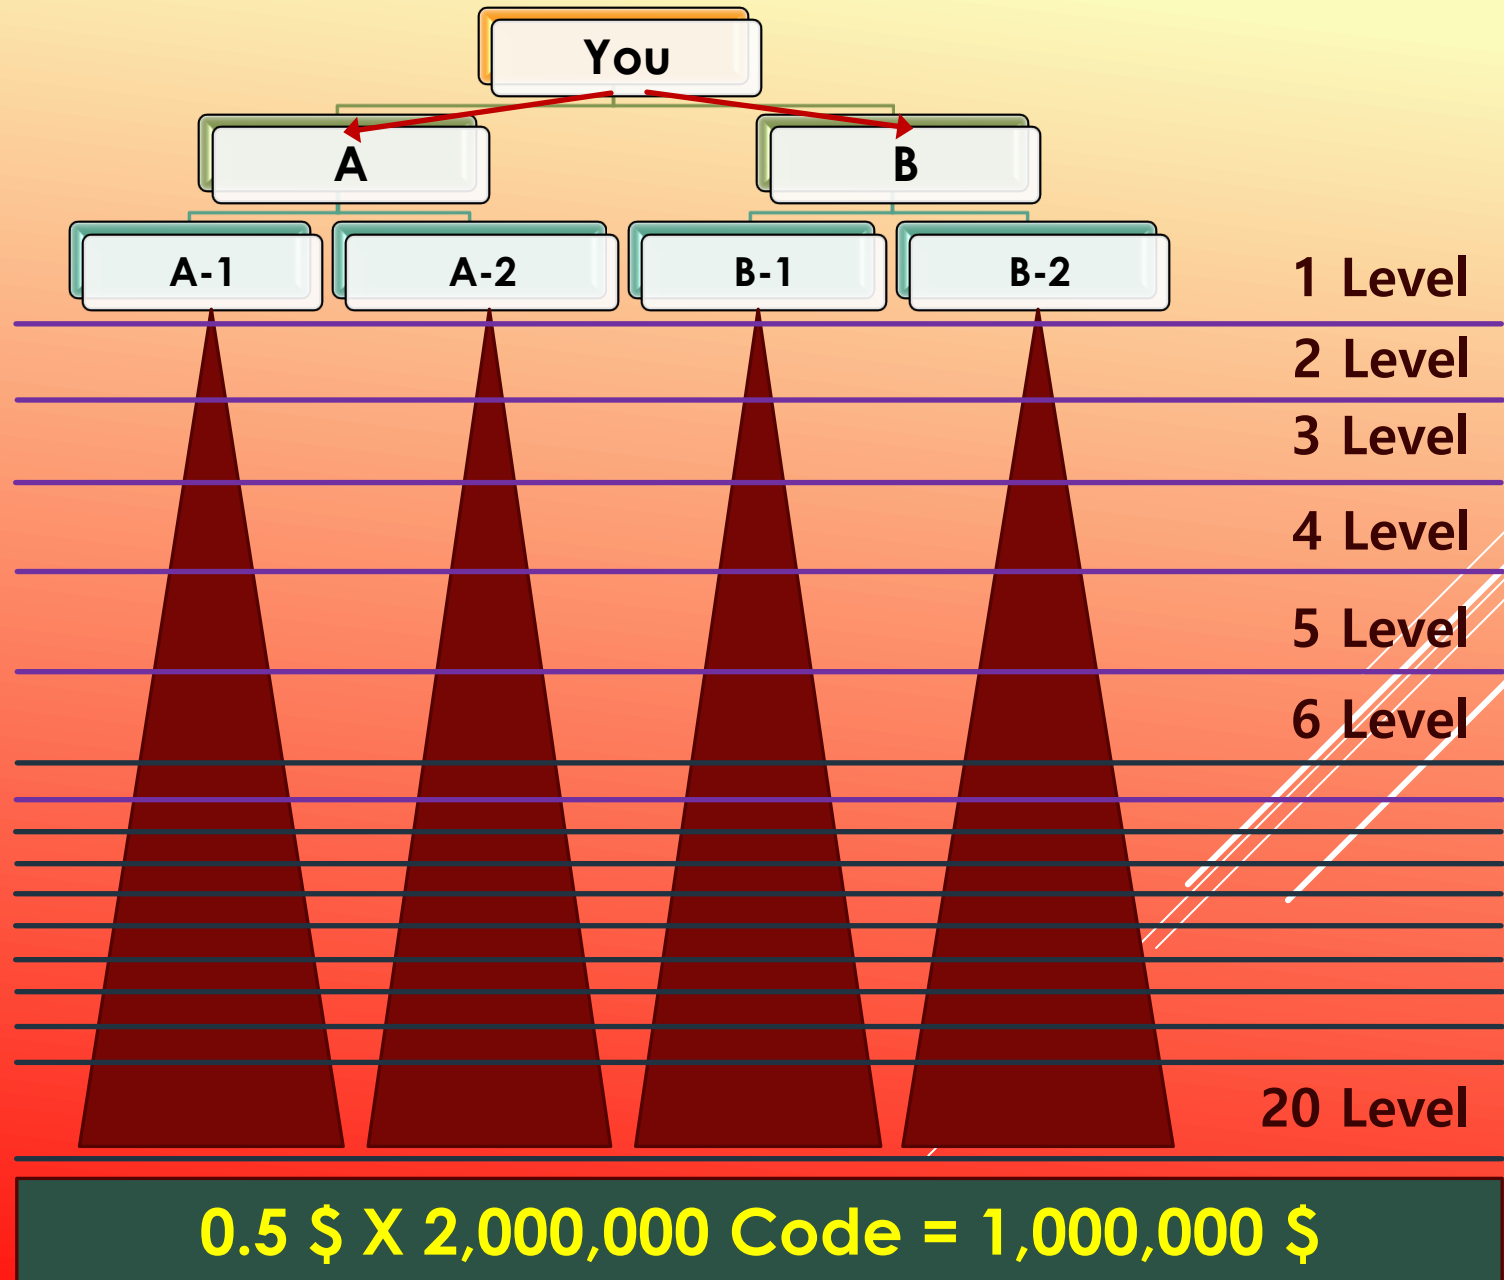 You
A
B
A-1
A-2
B-1
B-2
1 Level
2 Level
3 Level
4 Level
5 Level
6 Level
20 Level
0.5 $ X 2,000,000 Code = 1,000,000 $